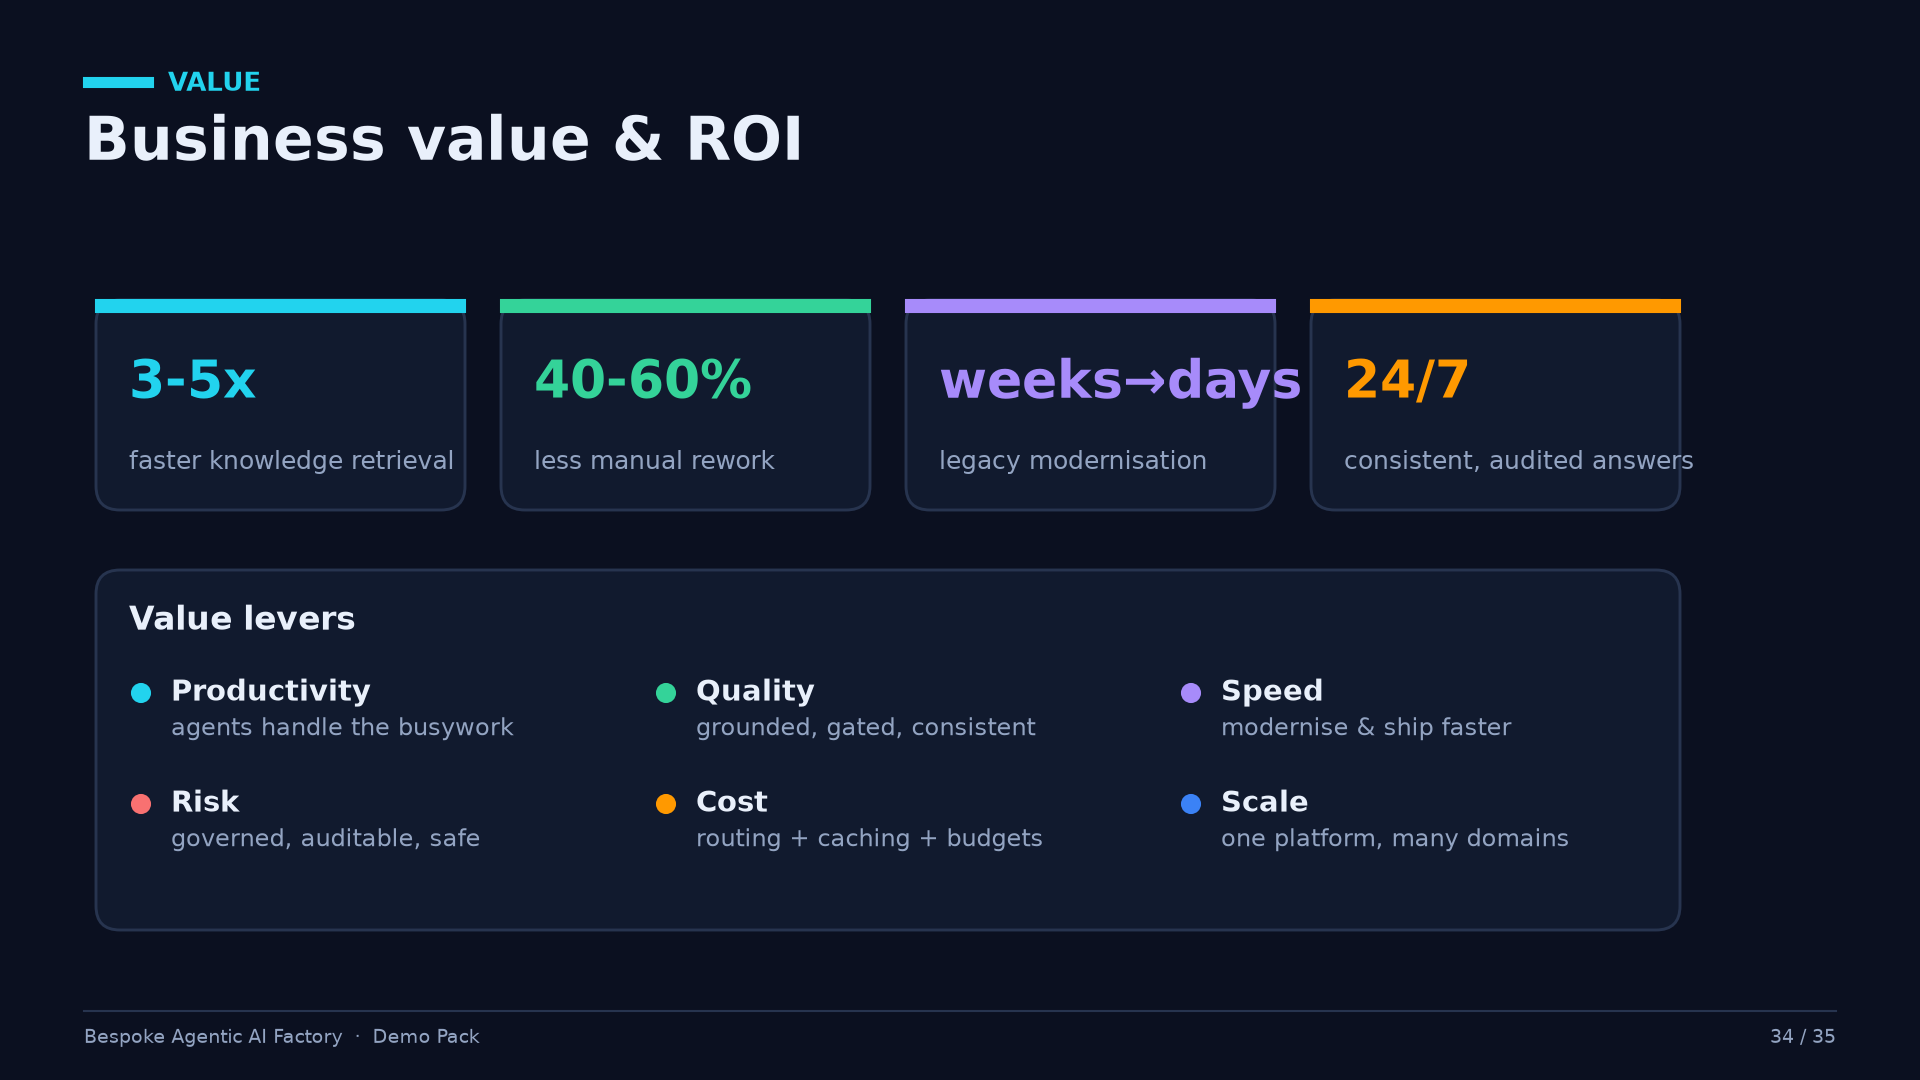 VALUE
Business value & ROI
3-5x
faster knowledge retrieval
40-60%
less manual rework
weeks→days
legacy modernisation
24/7
consistent, audited answers
Value levers
Productivity
agents handle the busywork
Quality
grounded, gated, consistent
Speed
modernise & ship faster
Risk
governed, auditable, safe
Cost
routing + caching + budgets
Scale
one platform, many domains
Bespoke Agentic AI Factory · Demo Pack
34 / 35